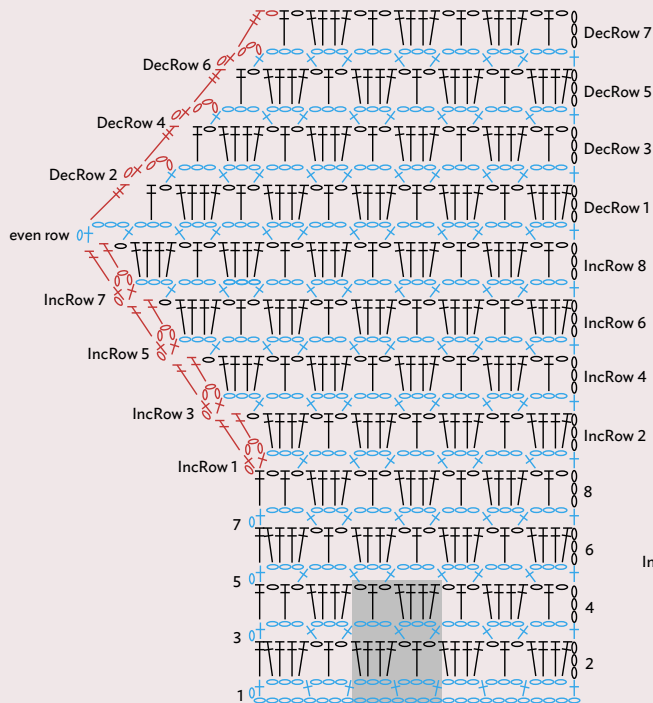 DecRow 7
DecRow 6
DecRow 5
DecRow 4
DecRow 3
DecRow 2
DecRow 1
even row
IncRow 8
IncRow 7
IncRow 6
IncRow 5
IncRow 4
IncRow 3
IncRow 2
IncRow 1
8
7
6
In
5
4
3
2
1